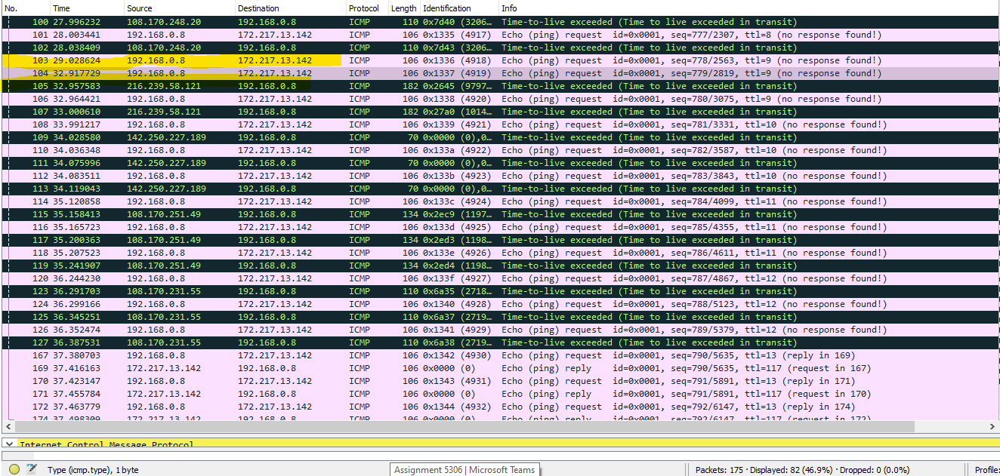 No. Time Source Destination Protocol Length Identification Info
100 27.996232 108.170.248.20 192.168.0.8 ICMP 110 0x7d40 (3206… Time-to-live exceeded (Time to live exceeded in transit)
101 28.003441 192.168.0.8 172.217.13.142 ICMP 106 0x1335 (4917) Echo (ping) request id=0x0001, seq=777/2307, ttl=8 (no response found!)
102 28.038409 108.170.248.20 192.168.0.8 ICMP 110 0x7d43 (3206… Time-to-live exceeded (Time to live exceeded in transit)
103 29.028624 192.168.0.8 172.217.13.142 ICMP 106 0x1336 (4918) Echo (ping) request id=0x0001, seq=778/2563, ttl=9 (no response found!)
104 32.917729 192.168.0.8 172.217.13.142 ICMP 106 0x1337 (4919) Echo (ping) request id=0x0001, seq=779/2819, ttl=9 (no response found!)
105 32.957583 216.239.58.121 192.168.0.8 ICMP 182 0x2645 (9797… Time-to-live exceeded (Time to live exceeded in transit)
106 32.964421 192.168.0.8 172.217.13.142 ICMP 106 0x1338 (4920) Echo (ping) request id=0x0001, seq=780/3075, ttl=9 (no response found!)
107 33.000610 216.239.58.121 192.168.0.8 ICMP 182 0x27a0 (1014… Time-to-live exceeded (Time to live exceeded in transit)
108 33.991217 192.168.0.8 172.217.13.142 ICMP 106 0x1339 (4921) Echo (ping) request id=0x0001, seq=781/3331, ttl=10 (no response found!)
109 34.028580 142.250.227.189 192.168.0.8 ICMP 70 0x0000 (0),0… Time-to-live exceeded (Time to live exceeded in transit)
110 34.036348 192.168.0.8 172.217.13.142 ICMP 106 0x133a (4922) Echo (ping) request id=0x0001, seq=782/3587, ttl=10 (no response found!)
111 34.075996 142.250.227.189 192.168.0.8 ICMP 70 0x0000 (0),0… Time-to-live exceeded (Time to live exceeded in transit)
112 34.083511 192.168.0.8 172.217.13.142 ICMP 106 0x133b (4923) Echo (ping) request id=0x0001, seq=783/3843, ttl=10 (no response found!)
113 34.119043 142.250.227.189 192.168.0.8 ICMP 70 0x0000 (0),0… Time-to-live exceeded (Time to live exceeded in transit)
114 35.120858 192.168.0.8 172.217.13.142 ICMP 106 0x133c (4924) Echo (ping) request id=0x0001, seq=784/4099, ttl=11 (no response found!)
115 35.158413 108.170.251.49 192.168.0.8 ICMP 134 0x2ec9 (1197… Time-to-live exceeded (Time to live exceeded in transit)
116 35.165723 192.168.0.8 172.217.13.142 ICMP 106 0x133d (4925) Echo (ping) request id=0x0001, seq=785/4355, ttl=11 (no response found!)
117 35.200363 108.170.251.49 192.168.0.8 ICMP 134 0x2ed3 (1198… Time-to-live exceeded (Time to live exceeded in transit)
118 35.207523 192.168.0.8 172.217.13.142 ICMP 106 0x133e (4926) Echo (ping) request id=0x0001, seq=786/4611, ttl=11 (no response found!)
119 35.241907 108.170.251.49 192.168.0.8 ICMP 134 0x2ed4 (1198… Time-to-live exceeded (Time to live exceeded in transit)
120 36.244230 192.168.0.8 172.217.13.142 ICMP 106 0x133f (4927) Echo (ping) request id=0x0001, seq=787/4867, ttl=12 (no response found!)
123 36.291703 108.170.231.55 192.168.0.8 ICMP 110 0x6a35 (2718… Time-to-live exceeded (Time to live exceeded in transit)
124 36.299166 192.168.0.8 172.217.13.142 ICMP 106 0x1340 (4928) Echo (ping) request id=0x0001, seq=788/5123, ttl=12 (no response found!)
125 36.345251 108.170.231.55 192.168.0.8 ICMP 110 0x6a37 (2719… Time-to-live exceeded (Time to live exceeded in transit)
126 36.352474 192.168.0.8 172.217.13.142 ICMP 106 0x1341 (4929) Echo (ping) request id=0x0001, seq=789/5379, ttl=12 (no response found!)
127 36.387531 108.170.231.55 192.168.0.8 ICMP 110 0x6a38 (2719… Time-to-live exceeded (Time to live exceeded in transit)
167 37.380703 192.168.0.8 172.217.13.142 ICMP 106 0x1342 (4930) Echo (ping) request id=0x0001, seq=790/5635, ttl=13 (reply in 169)
169 37.416163 172.217.13.142 192.168.0.8 ICMP 106 0x0000 (0) Echo (ping) reply id=0x0001, seq=790/5635, ttl=117 (request in 167)
170 37.423147 192.168.0.8 172.217.13.142 ICMP 106 0x1343 (4931) Echo (ping) request id=0x0001, seq=791/5891, ttl=13 (reply in 171)
171 37.455784 172.217.13.142 192.168.0.8 ICMP 106 0x0000 (0) Echo (ping) reply id=0x0001, seq=791/5891, ttl=117 (request in 170)
172 37.463779 192.168.0.8 172.217.13.142 ICMP 106 0x1344 (4932) Echo (ping) request id=0x0001, seq=792/6147, ttl=13 (reply in 174)
174 37.498309 172.217.13.142 192.168.0.8 ICMP 106 0x0000 (0) Echo (ping) reply id=0x0001, seq=792/6147, ttl=117 (request in 172)
Internet Control Message Protocol
Type (icmp.type), 1 byte
Assignment 5306 | Microsoft Teams
Packets: 175 · Displayed: 82 (46.9%) · Dropped: 0 (0.0%)
Profile: